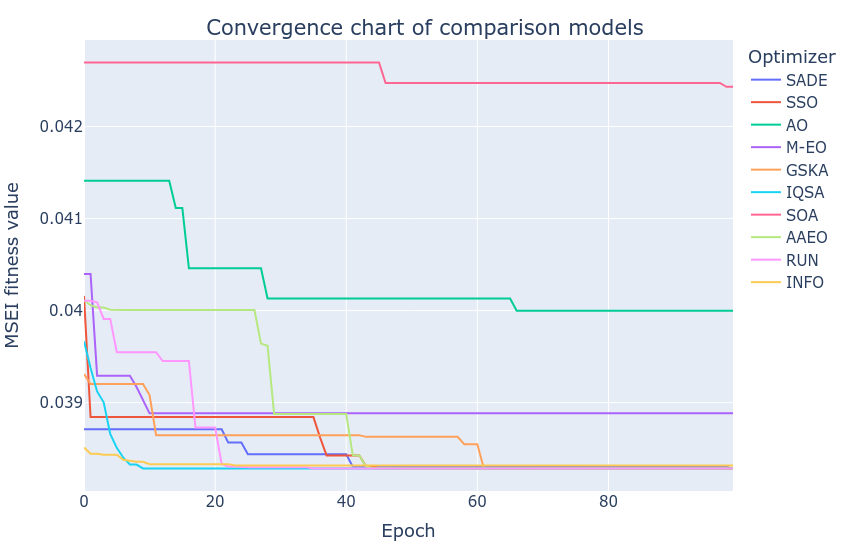 Convergence chart of comparison models
MSEI fitness value
0.042
0.041
0.04
0.039
0
20
40
60
80
Epoch
Optimizer
SADE
SSO
AO
M-EO
GSKA
IQSA
SOA
AAEO
RUN
INFO